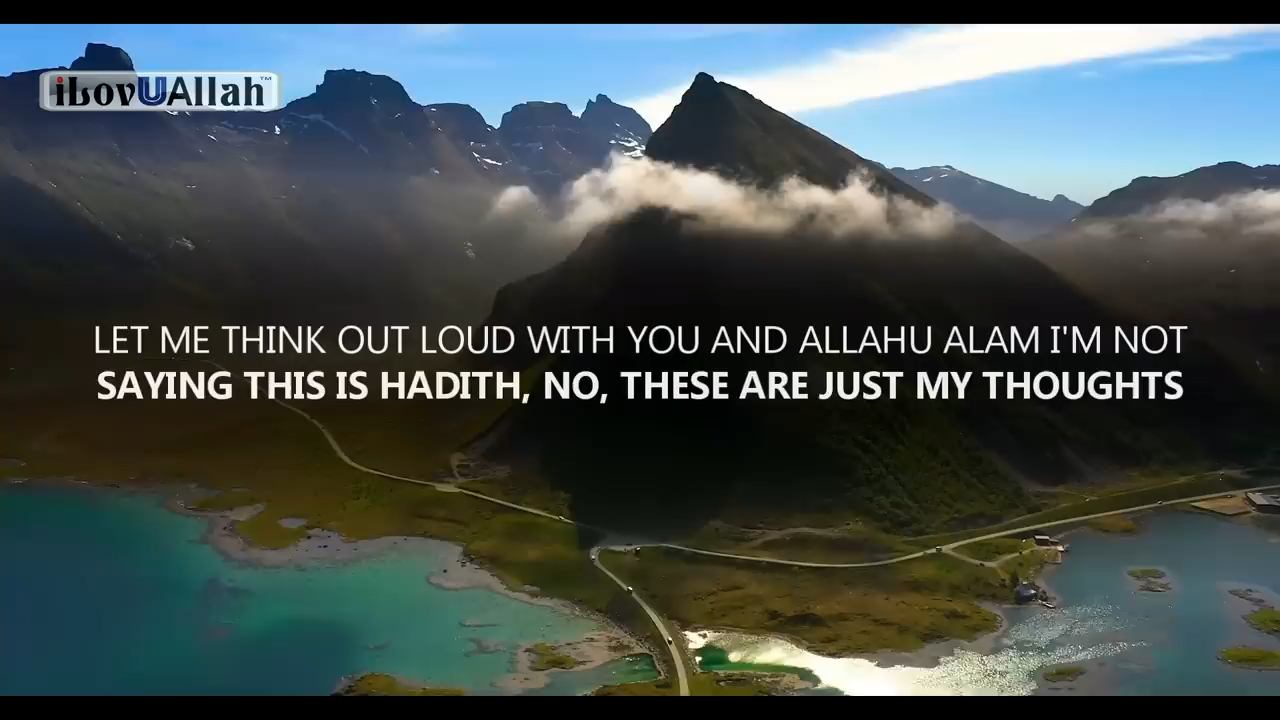 iLovUAllah™
LET ME THINK OUT LOUD WITH YOU AND ALLAHU ALAM I'M NOT
SAYING THIS IS HADITH, NO, THESE ARE JUST MY THOUGHTS